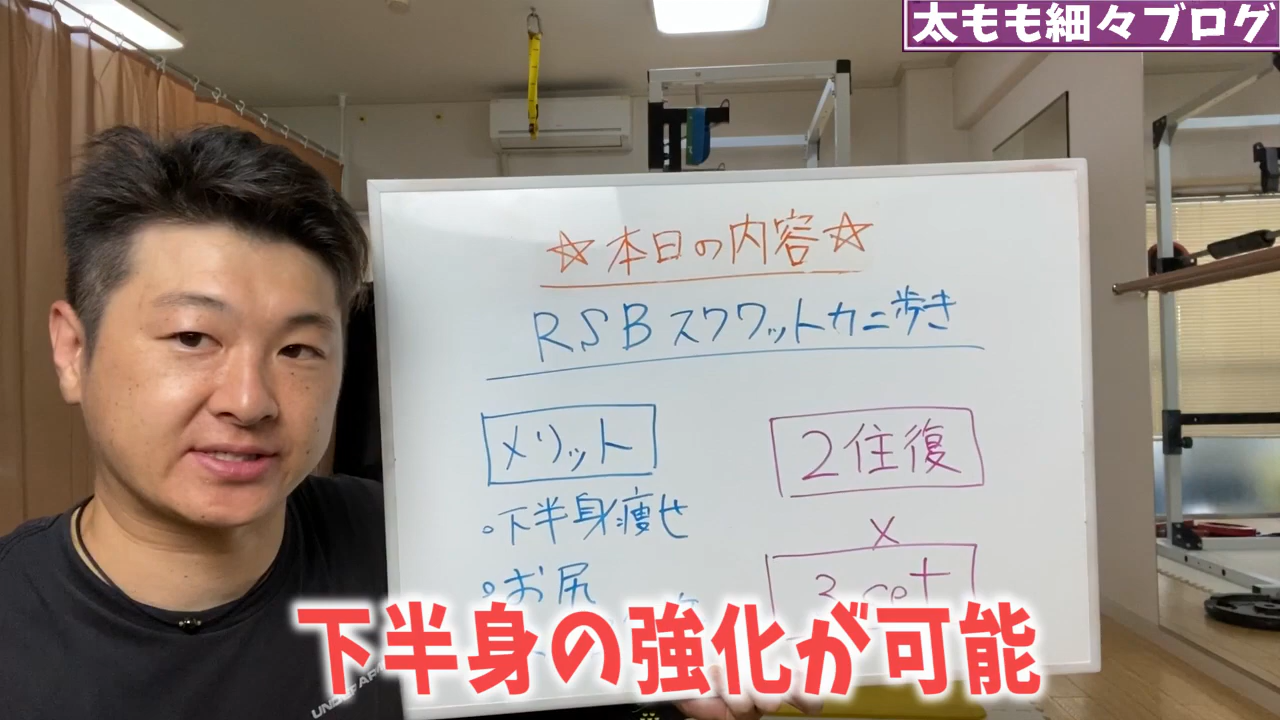 太もも細々ブログ
☆本日の内容☆
RSBスクワットカニ歩き
メリット
・下半身痩せ
・お尻
2往復
×
3set
下半身の強化が可能